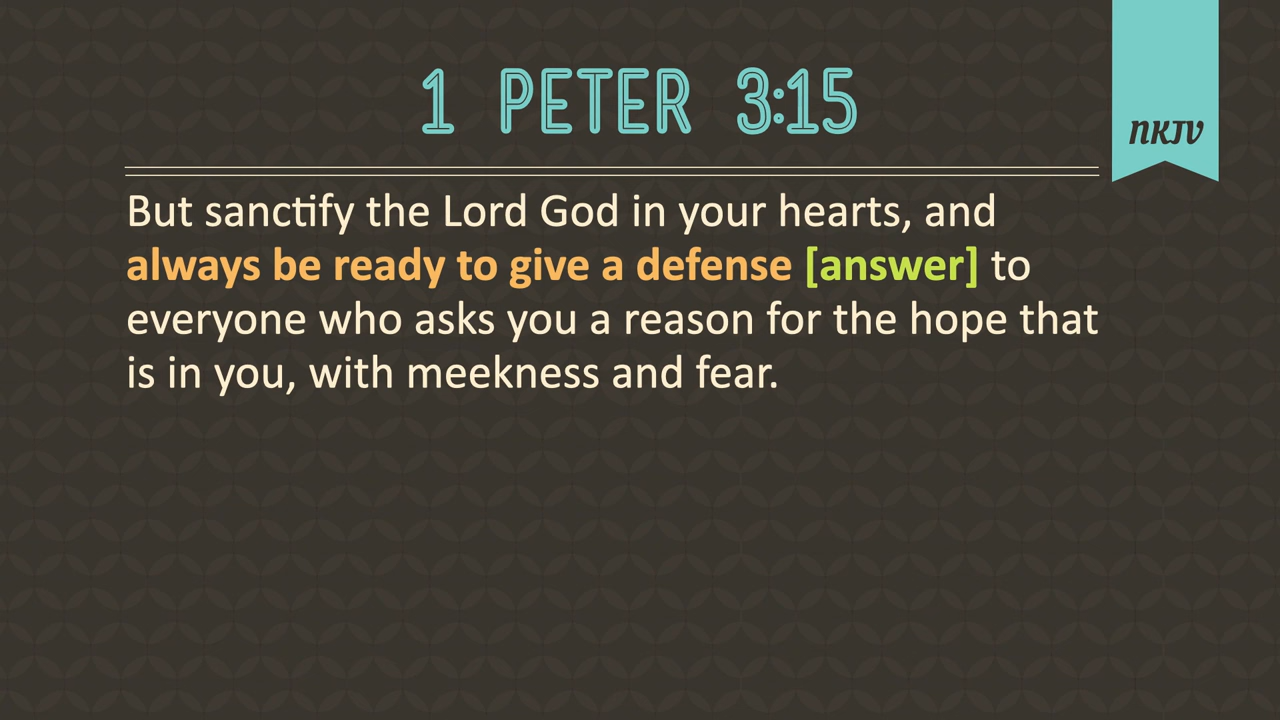 1 PETER 3:15
NKJV
But sanctify the Lord God in your hearts, and
always be ready to give a defense [answer] to
everyone who asks you a reason for the hope that
is in you, with meekness and fear.